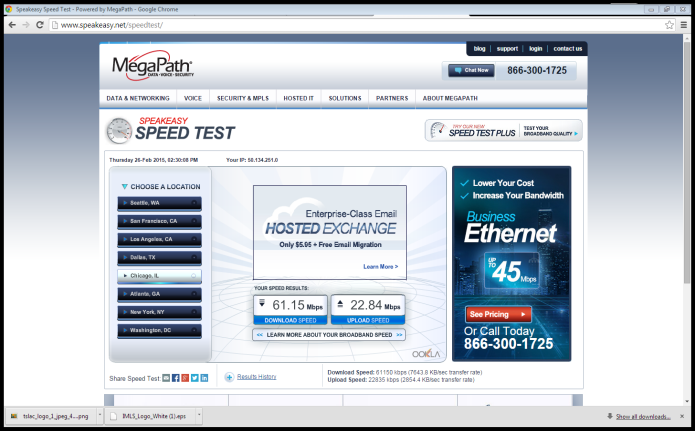 Speakeasy Speed Test - Powered by MegaPath - Google Chrome
www.speakeasy.net/speedtest/
blog | support | login | contact us
MegaPath®
DATA • VOICE • SECURITY
Chat Now 866-300-1725
DATA & NETWORKING VOICE SECURITY & MPLS HOSTED IT SOLUTIONS PARTNERS ABOUT MEGAPATH
SPEAKEASY
SPEED TEST
TRY OUR NEW
SPEED TEST PLUS
TEST YOUR
BROADBAND QUALITY >
Thursday 26-Feb 2015, 02:30:08 PM Your IP: 50.134.251.0
CHOOSE A LOCATION
Seattle, WA
San Francisco, CA
Los Angeles, CA
Dallas, TX
Chicago, IL
Atlanta, GA
New York, NY
Washington, DC
Enterprise-Class Email
HOSTED EXCHANGE
Only $5.95 + Free Email Migration
Learn More >
YOUR SPEED RESULTS:
61.15 Mbps
DOWNLOAD SPEED
22.84 Mbps
UPLOAD SPEED
<< LEARN MORE ABOUT YOUR BROADBAND SPEED >>
OOKLA
Lower Your Cost
Increase Your Bandwidth
Business
Ethernet
UP TO 45 Mbps
See Pricing
Or Call Today
866-300-1725
Share Speed Test:
Results History
Download Speed: 61150 kbps (7643.8 KB/sec transfer rate)
Upload Speed: 22835 kbps (2854.4 KB/sec transfer rate)
tslac_logo_1_jpeg_4....png
IMLS_Logo_White (1).eps
Show all downloads...